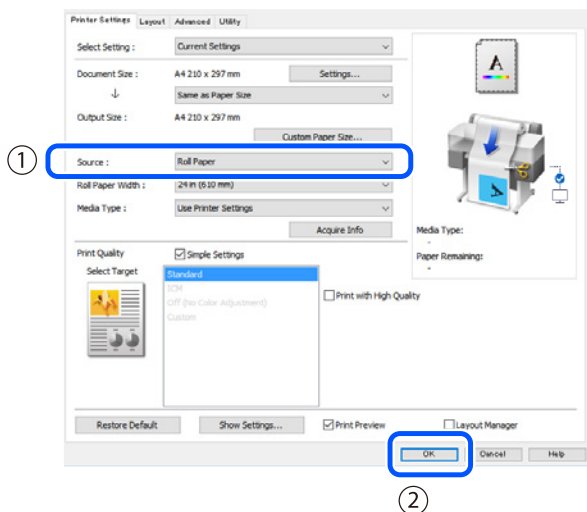 Printer Settings Layout Advanced Utility
Select Setting : Current Settings
Document Size : A4 210 x 297 mm Settings...
Same as Paper Size
Output Size : A4 210 x 297 mm
Custom Paper Size...
① Source : Roll Paper
Roll Paper Width : 24 in (610 mm)
Media Type : Use Printer Settings
Acquire Info
A
Media Type:
-
Paper Remaining:
-
Print Quality Simple Settings
Select Target
Standard
ICM
Off (No Color Adjustment)
Custom
Print with High Quality
Restore Default Show Settings... Print Preview Layout Manager
OK Cancel Help
②